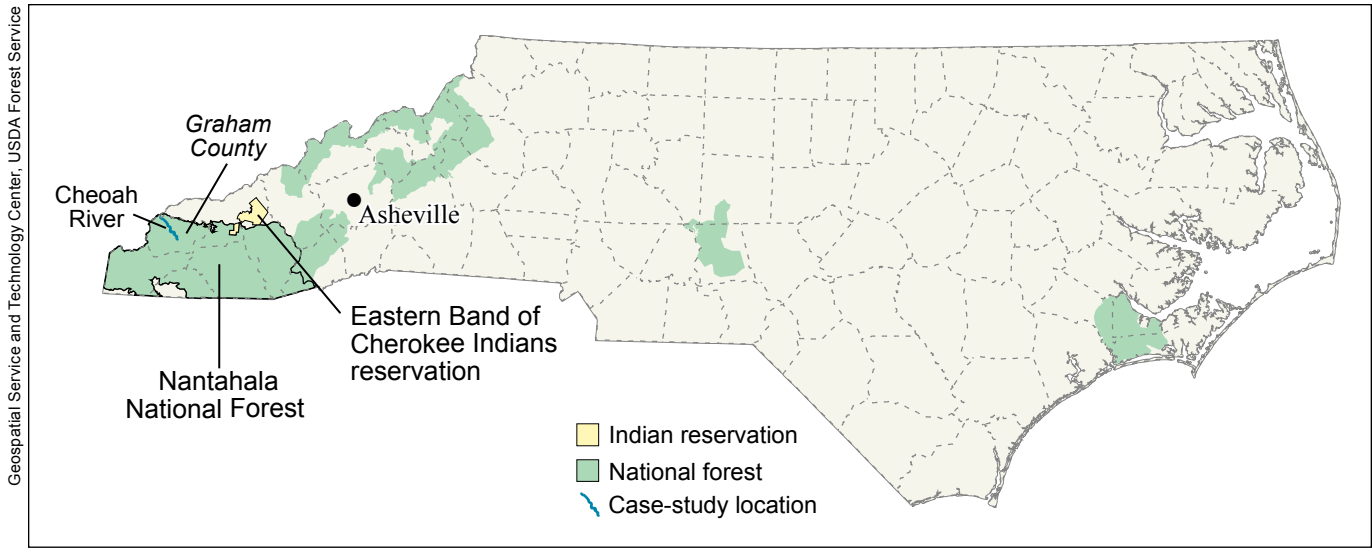 Geospatial Service and Technology Center, USDA Forest Service
Graham
County
Cheoah
River
Asheville
Eastern Band of
Cherokee Indians
reservation
Nantahala
National Forest
Indian reservation
National forest
Case-study location